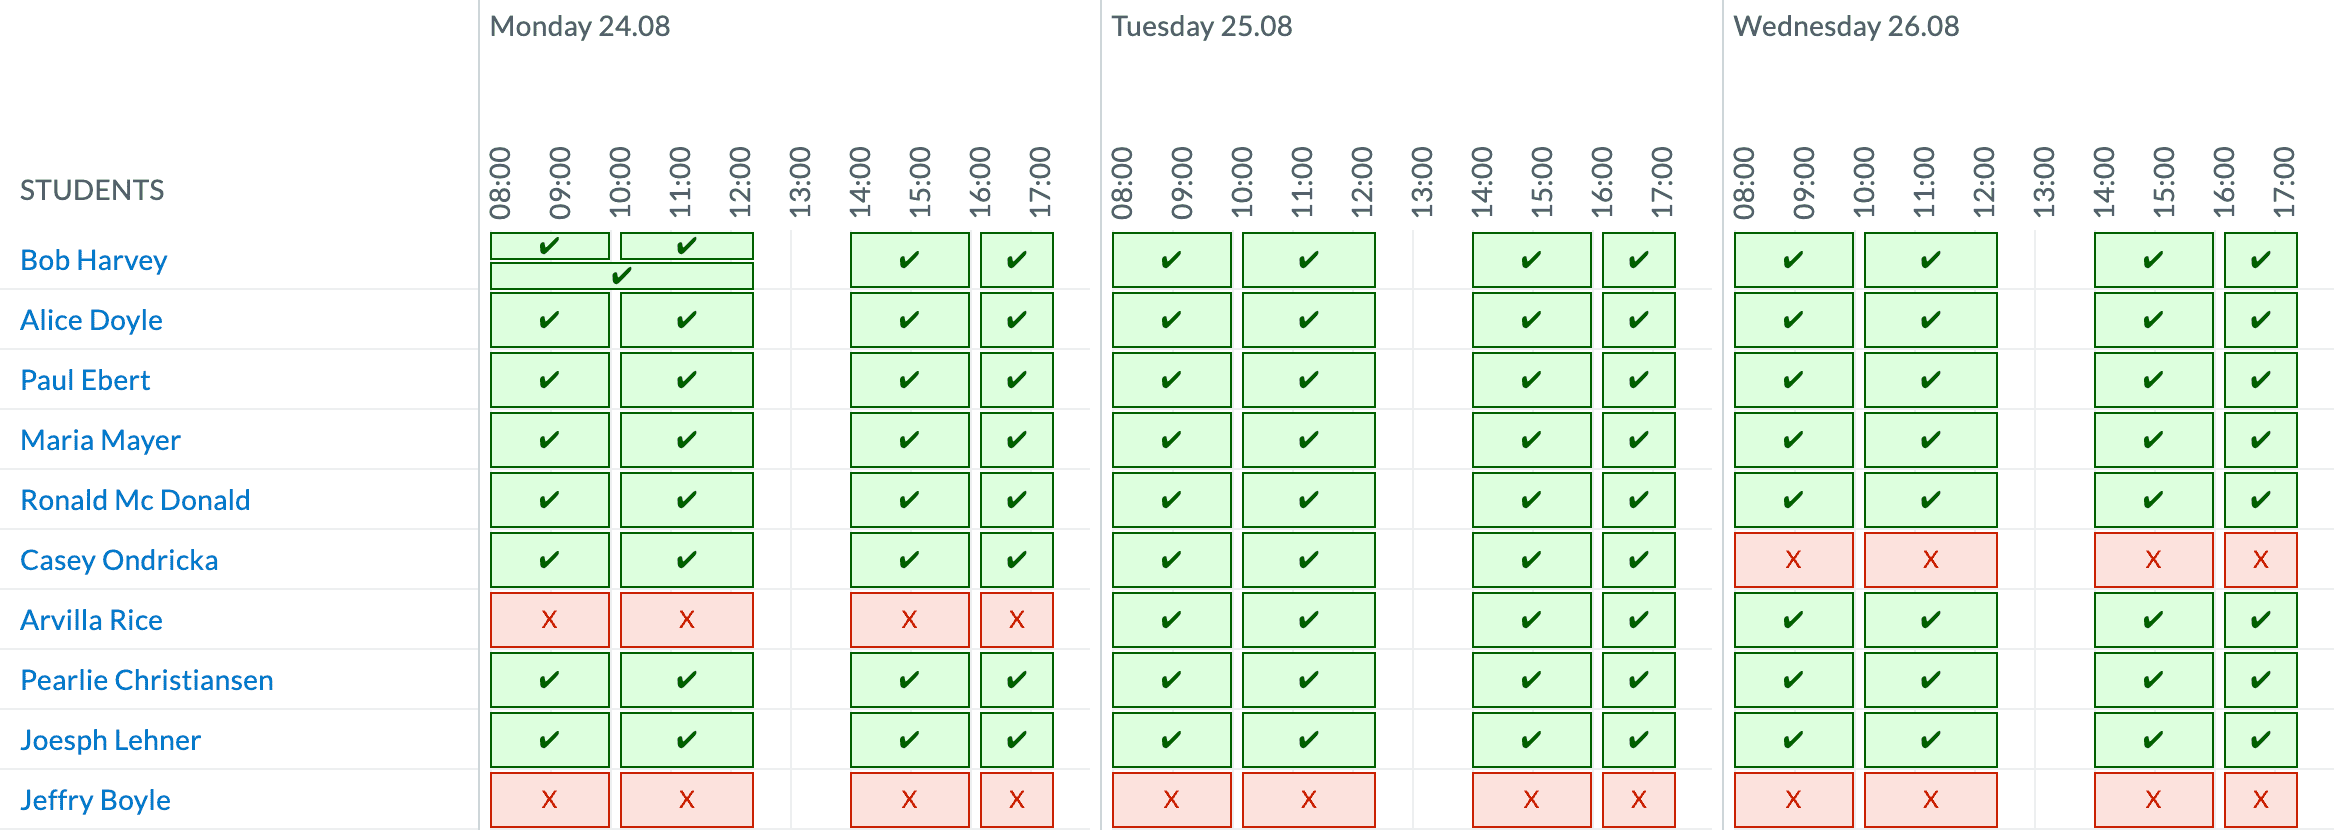 Monday 24.08 Tuesday 25.08 Wednesday 26.08
STUDENTS 08:00 09:00 10:00 11:00 12:00 13:00 14:00 15:00 16:00 17:00 08:00 09:00 10:00 11:00 12:00 13:00 14:00 15:00 16:00 17:00 08:00 09:00 10:00 11:00 12:00 13:00 14:00 15:00 16:00 17:00
✔ ✔
Bob Harvey ✔ ✔ ✔ ✔ ✔ ✔ ✔ ✔ ✔ ✔
✔
Alice Doyle ✔ ✔ ✔ ✔ ✔ ✔ ✔ ✔ ✔ ✔ ✔ ✔
Paul Ebert ✔ ✔ ✔ ✔ ✔ ✔ ✔ ✔ ✔ ✔ ✔ ✔
Maria Mayer ✔ ✔ ✔ ✔ ✔ ✔ ✔ ✔ ✔ ✔ ✔ ✔
Ronald Mc Donald ✔ ✔ ✔ ✔ ✔ ✔ ✔ ✔ ✔ ✔ ✔ ✔
Casey Ondricka ✔ ✔ ✔ ✔ ✔ ✔ ✔ ✔ X X X X
Arvilla Rice X X X X ✔ ✔ ✔ ✔ ✔ ✔ ✔ ✔
Pearlie Christiansen ✔ ✔ ✔ ✔ ✔ ✔ ✔ ✔ ✔ ✔ ✔ ✔
Joesph Lehner ✔ ✔ ✔ ✔ ✔ ✔ ✔ ✔ ✔ ✔ ✔ ✔
Jeffry Boyle X X X X X X X X X X X X